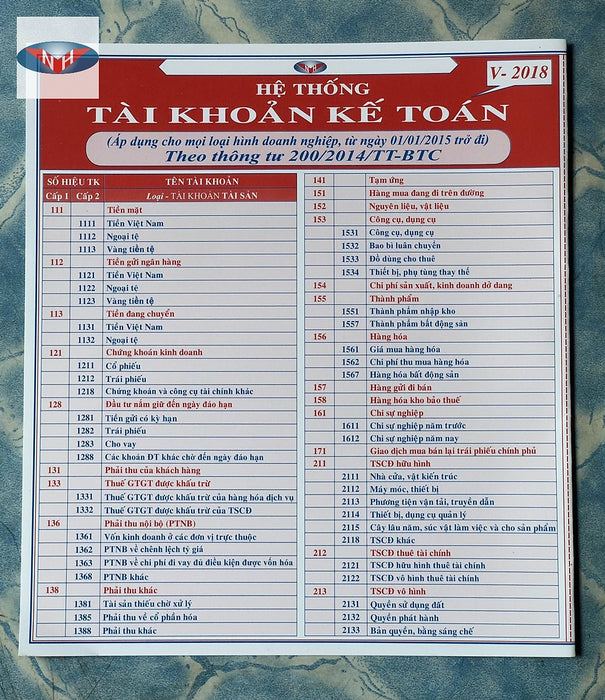 NMH
V- 2018
HỆ THỐNG
TÀI KHOẢN KẾ TOÁN
(Áp dụng cho mọi loại hình doanh nghiệp, từ ngày 01/01/2015 trở đi)
Theo thông tư 200/2014/TT-BTC
SỐ HIỆU TK TÊN TÀI KHOẢN
Cấp 1 Cấp 2 Loại - TÀI KHOẢN TÀI SẢN
111 Tiền mặt
1111 Tiền Việt Nam
1112 Ngoại tệ
1113 Vàng tiền tệ
112 Tiền gửi ngân hàng
1121 Tiền Việt Nam
1122 Ngoại tệ
1123 Vàng tiền tệ
113 Tiền đang chuyển
1131 Tiền Việt Nam
1132 Ngoại tệ
121 Chứng khoán kinh doanh
1211 Cổ phiếu
1212 Trái phiếu
1218 Chứng khoán và công cụ tài chính khác
128 Đầu tư nắm giữ đến ngày đáo hạn
1281 Tiền gửi có kỳ hạn
1282 Trái phiếu
1283 Cho vay
1288 Các khoản ĐT khác chờ đến ngày đáo hạn
131 Phải thu của khách hàng
133 Thuế GTGT được khấu trừ
1331 Thuế GTGT được khấu trừ của hàng hóa dịch vụ
1332 Thuế GTGT được khấu trừ của TSCĐ
136 Phải thu nội bộ (PTNB)
1361 Vốn kinh doanh ở các đơn vị trực thuộc
1362 PTNB về chênh lệch tỷ giá
1363 PTNB về chi phí đi vay đủ điều kiện được vốn hóa
1368 PTNB khác
138 Phải thu khác
1381 Tài sản thiếu chờ xử lý
1385 Phải thu về cổ phần hóa
1388 Phải thu khác
141 Tạm ứng
151 Hàng mua đang đi trên đường
152 Nguyên liệu, vật liệu
153 Công cụ, dụng cụ
1531 Công cụ, dụng cụ
1532 Bao bì luân chuyển
1533 Đồ dùng cho thuê
1534 Thiết bị, phụ tùng thay thế
154 Chi phí sản xuất, kinh doanh dở dang
155 Thành phẩm
1551 Thành phẩm nhập kho
1557 Thành phẩm bất động sản
156 Hàng hóa
1561 Giá mua hàng hóa
1562 Chi phí thu mua hàng hóa
1567 Hàng hóa bất động sản
157 Hàng gửi đi bán
158 Hàng hóa kho bảo thuế
161 Chi sự nghiệp
1611 Chi sự nghiệp năm trước
1612 Chi sự nghiệp năm nay
171 Giao dịch mua bán lại trái phiếu chính phủ
211 TSCĐ hữu hình
2111 Nhà cửa, vật kiến trúc
2112 Máy móc, thiết bị
2113 Phương tiện vận tải, truyền dẫn
2114 Thiết bị, dụng cụ quản lý
2115 Cây lâu năm, súc vật làm việc và cho sản phẩm
2118 TSCĐ khác
212 TSCĐ thuê tài chính
2121 TSCĐ hữu hình thuê tài chính
2122 TSCĐ vô hình thuê tài chính
213 TSCĐ vô hình
2131 Quyền sử dụng đất
2132 Quyền phát hành
2133 Bản quyền, bằng sáng chế